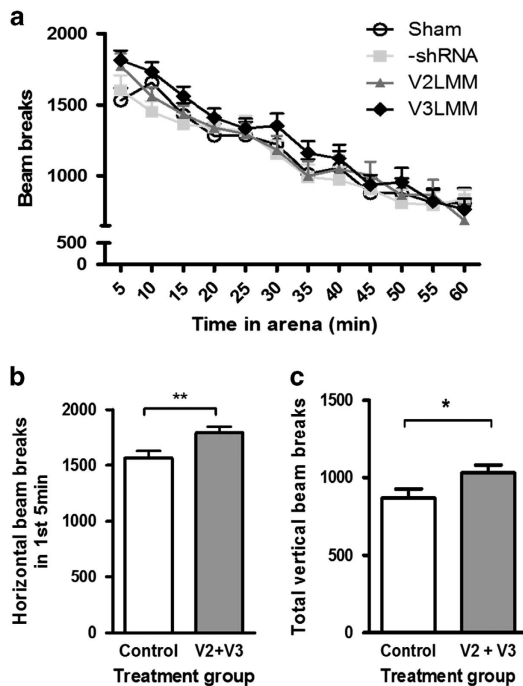 a
Sham
-shRNA
V2LMM
V3LMM
2000
1500
1000
500
0
Beam breaks
5 10 15 20 25 30 35 40 45 50 55 60
Time in arena (min)
b
**
2000
1500
1000
500
0
Horizontal beam breaks
in 1st 5min
Control V2+V3
Treatment group
c
*
1500
1000
500
0
Total vertical beam breaks
Control V2 + V3
Treatment group